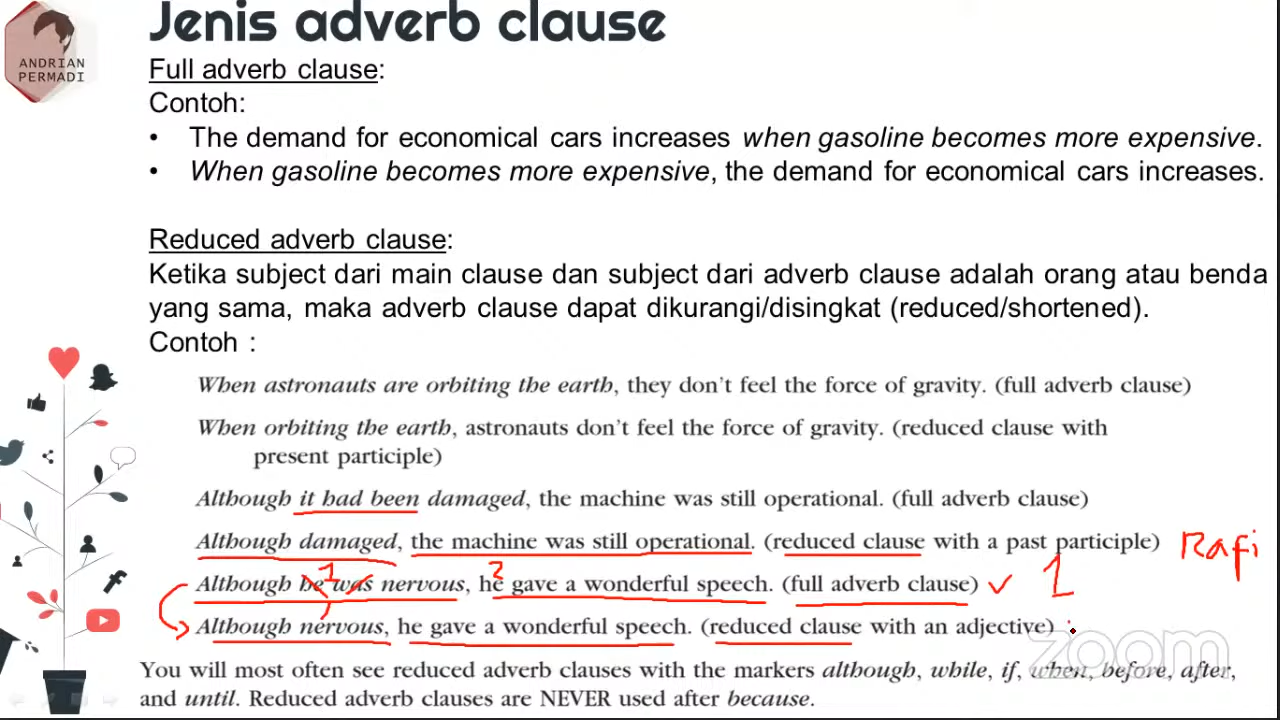 Jenis adverb clause
ANDRIAN
PERMADI
Full adverb clause:
Contoh:
• The demand for economical cars increases when gasoline becomes more expensive.
• When gasoline becomes more expensive, the demand for economical cars increases.
Reduced adverb clause:
Ketika subject dari main clause dan subject dari adverb clause adalah orang atau benda
yang sama, maka adverb clause dapat dikurangi/disingkat (reduced/shortened).
Contoh :
When astronauts are orbiting the earth, they don't feel the force of gravity. (full adverb clause)
When orbiting the earth, astronauts don't feel the force of gravity. (reduced clause with
present participle)
Although it had been damaged, the machine was still operational. (full adverb clause)
Although damaged, the machine was still operational. (reduced clause with a past participle) Rafi
1 2
Although he was nervous, he gave a wonderful speech. (full adverb clause) ✓ 1
Although nervous, he gave a wonderful speech. (reduced clause with an adjective)
zoom
You will most often see reduced adverb clauses with the markers although, while, if, when, before, after,
and until. Reduced adverb clauses are NEVER used after because.